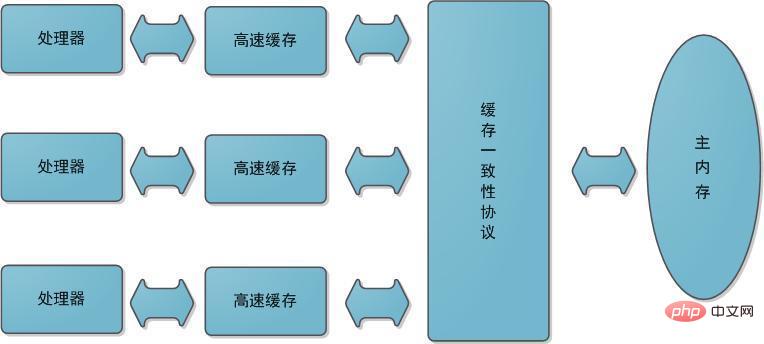 处理器
高速缓存
处理器
高速缓存
处理器
高速缓存
缓存一致性协议
主内存
php 中文网